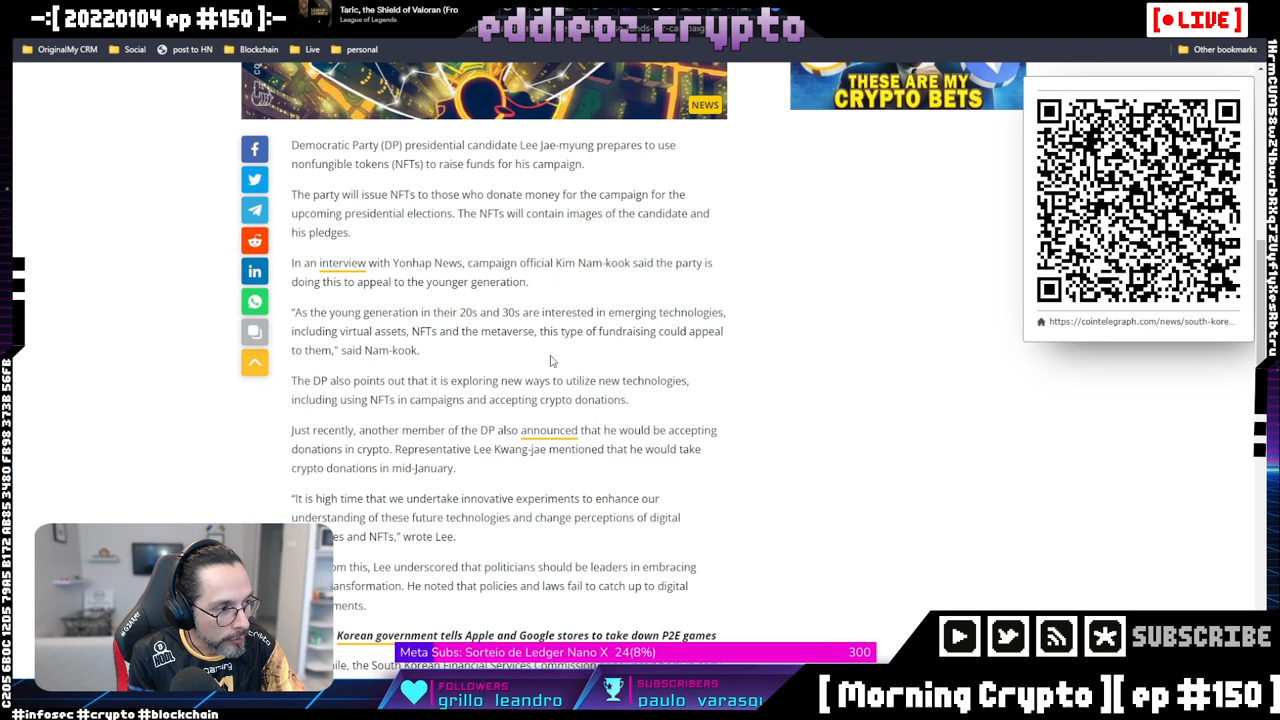 —:[ 20220104 ep #150 ]:—
Taric, the Shield of Valoran (Fro
League of Legends
eddieoz.crypto
[● LIVE]
OriginalMy CRM
Social
post to HN
Blockchain
Live
personal
Other bookmarks
NEWS
THESE ARE MY
CRYPTO BETS
Democratic Party (DP) presidential candidate Lee Jae-myung prepares to use
nonfungible tokens (NFTs) to raise funds for his campaign.
The party will issue NFTs to those who donate money for the campaign for the
upcoming presidential elections. The NFTs will contain images of the candidate and
his pledges.
In an interview with Yonhap News, campaign official Kim Nam-kook said the party is
doing this to appeal to the younger generation.
“As the young generation in their 20s and 30s are interested in emerging technologies,
including virtual assets, NFTs and the metaverse, this type of fundraising could appeal
to them,” said Nam-kook.
The DP also points out that it is exploring new ways to utilize new technologies,
including using NFTs in campaigns and accepting crypto donations.
Just recently, another member of the DP also announced that he would be accepting
donations in crypto. Representative Lee Kwang-jae mentioned that he would take
crypto donations in mid-January.
“It is high time that we undertake innovative experiments to enhance our
understanding of these future technologies and change perceptions of digital
es and NFTs,” wrote Lee.
om this, Lee underscored that politicians should be leaders in embracing
ansformation. He noted that policies and laws fail to catch up to digital
ments.
Korean government tells Apple and Google stores to take down P2E games
https://cointelegraph.com/news/south-kore...
Meta Subs: Sorteio de Ledger Nano X 24(8%)
300
FOLLOWERS
grillo leandro
SUBSCRIBERS
paulo varasqu
SUBSCRIBE
[ Morning Crypto ][ ep #150 ]
#infosec #crypto #blockchain
C205 5B0C 12D5 79A5 B172 AB85 3480 FB98 373B 56FB